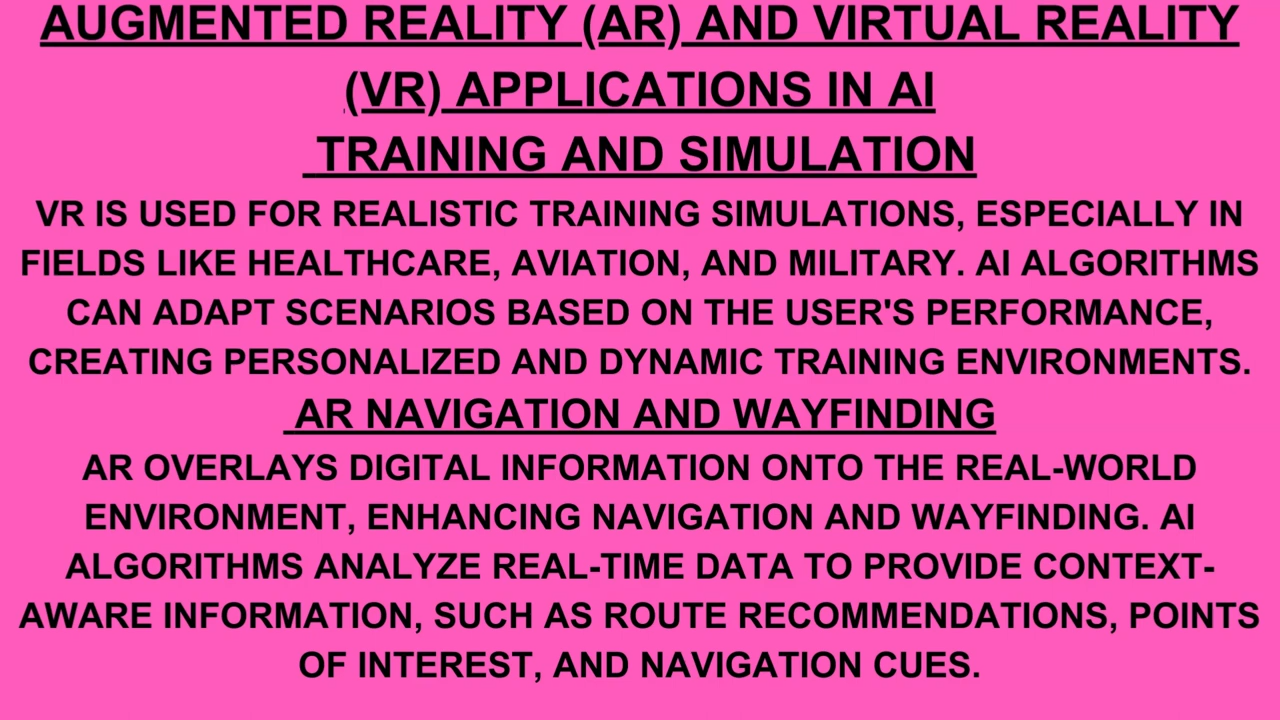 AUGMENTED REALITY (AR) AND VIRTUAL REALITY
(VR) APPLICATIONS IN AI
TRAINING AND SIMULATION
VR IS USED FOR REALISTIC TRAINING SIMULATIONS, ESPECIALLY IN
FIELDS LIKE HEALTHCARE, AVIATION, AND MILITARY. AI ALGORITHMS
CAN ADAPT SCENARIOS BASED ON THE USER'S PERFORMANCE,
CREATING PERSONALIZED AND DYNAMIC TRAINING ENVIRONMENTS.
AR NAVIGATION AND WAYFINDING
AR OVERLAYS DIGITAL INFORMATION ONTO THE REAL-WORLD
ENVIRONMENT, ENHANCING NAVIGATION AND WAYFINDING. AI
ALGORITHMS ANALYZE REAL-TIME DATA TO PROVIDE CONTEXT-
AWARE INFORMATION, SUCH AS ROUTE RECOMMENDATIONS, POINTS
OF INTEREST, AND NAVIGATION CUES.